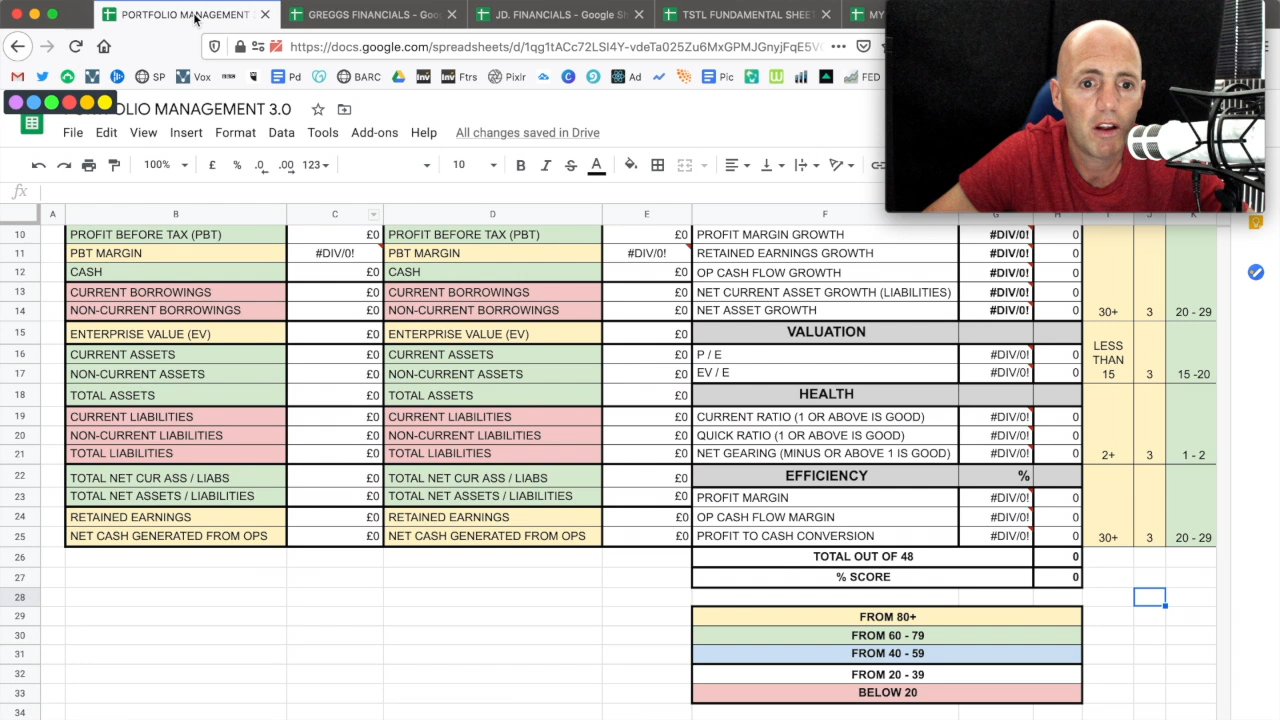 PORTFOLIO MANAGEMENT
GREGGS FINANCIALS - Goo
JD. FINANCIALS - Google Sh
TSTL FUNDAMENTAL SHEET
MY
SP
Vox
BBC
Pd
BARC
Inv
Inv
Ftrs
Pixlr
Ad
Pic
FED
PORTFOLIO MANAGEMENT 3.0
File Edit View Insert Format Data Tools Add-ons Help All changes saved in Drive
100% £ % .0 .00 123 10 B I S A
fx
A B C D E F G H I J K
10 PROFIT BEFORE TAX (PBT) £0 PROFIT BEFORE TAX (PBT) £0 PROFIT MARGIN GROWTH #DIV/0! 0
11 PBT MARGIN #DIV/0! PBT MARGIN #DIV/0! RETAINED EARNINGS GROWTH #DIV/0! 0
12 CASH £0 CASH £0 OP CASH FLOW GROWTH #DIV/0! 0
13 CURRENT BORROWINGS £0 CURRENT BORROWINGS £0 NET CURRENT ASSET GROWTH (LIABILITIES) #DIV/0! 0
14 NON-CURRENT BORROWINGS £0 NON-CURRENT BORROWINGS £0 NET ASSET GROWTH #DIV/0! 0 30+ 3 20 - 29
15 ENTERPRISE VALUE (EV) £0 ENTERPRISE VALUE (EV) £0 VALUATION
16 CURRENT ASSETS £0 CURRENT ASSETS £0 P / E #DIV/0! 0
17 NON-CURRENT ASSETS £0 NON-CURRENT ASSETS £0 EV / E #DIV/0! 0 LESS THAN 15 3 15 -20
18 TOTAL ASSETS £0 TOTAL ASSETS £0 HEALTH
19 CURRENT LIABILITIES £0 CURRENT LIABILITIES £0 CURRENT RATIO (1 OR ABOVE IS GOOD) #DIV/0! 0
20 NON-CURRENT LIABILITIES £0 NON-CURRENT LIABILITIES £0 QUICK RATIO (1 OR ABOVE IS GOOD) #DIV/0! 0
21 TOTAL LIABILITIES £0 TOTAL LIABILITIES £0 NET GEARING (MINUS OR ABOVE 1 IS GOOD) #DIV/0! 0 2+ 3 1 - 2
22 TOTAL NET CUR ASS / LIABS £0 TOTAL NET CUR ASS / LIABS £0 EFFICIENCY %
23 TOTAL NET ASSETS / LIABILITIES £0 TOTAL NET ASSETS / LIABILITIES £0 PROFIT MARGIN #DIV/0! 0
24 RETAINED EARNINGS £0 RETAINED EARNINGS £0 OP CASH FLOW MARGIN #DIV/0! 0
25 NET CASH GENERATED FROM OPS £0 NET CASH GENERATED FROM OPS £0 PROFIT TO CASH CONVERSION #DIV/0! 0 30+ 3 20 - 29
26 TOTAL OUT OF 48 0
27 % SCORE 0
28
29 FROM 80+
30 FROM 60 - 79
31 FROM 40 - 59
32 FROM 20 - 39
33 BELOW 20
34